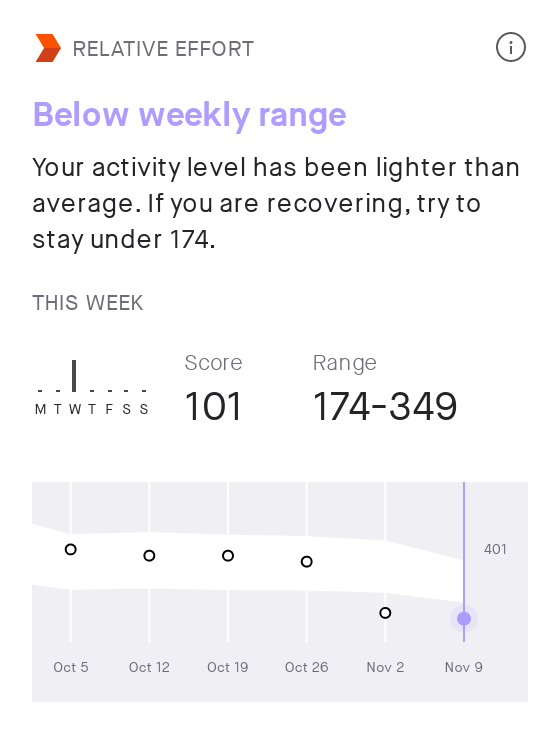 RELATIVE EFFORT
Below weekly range
Your activity level has been lighter than
average. If you are recovering, try to
stay under 174.
THIS WEEK
Score Range
101 174-349
M T W T F S S
401
Oct 5 Oct 12 Oct 19 Oct 26 Nov 2 Nov 9